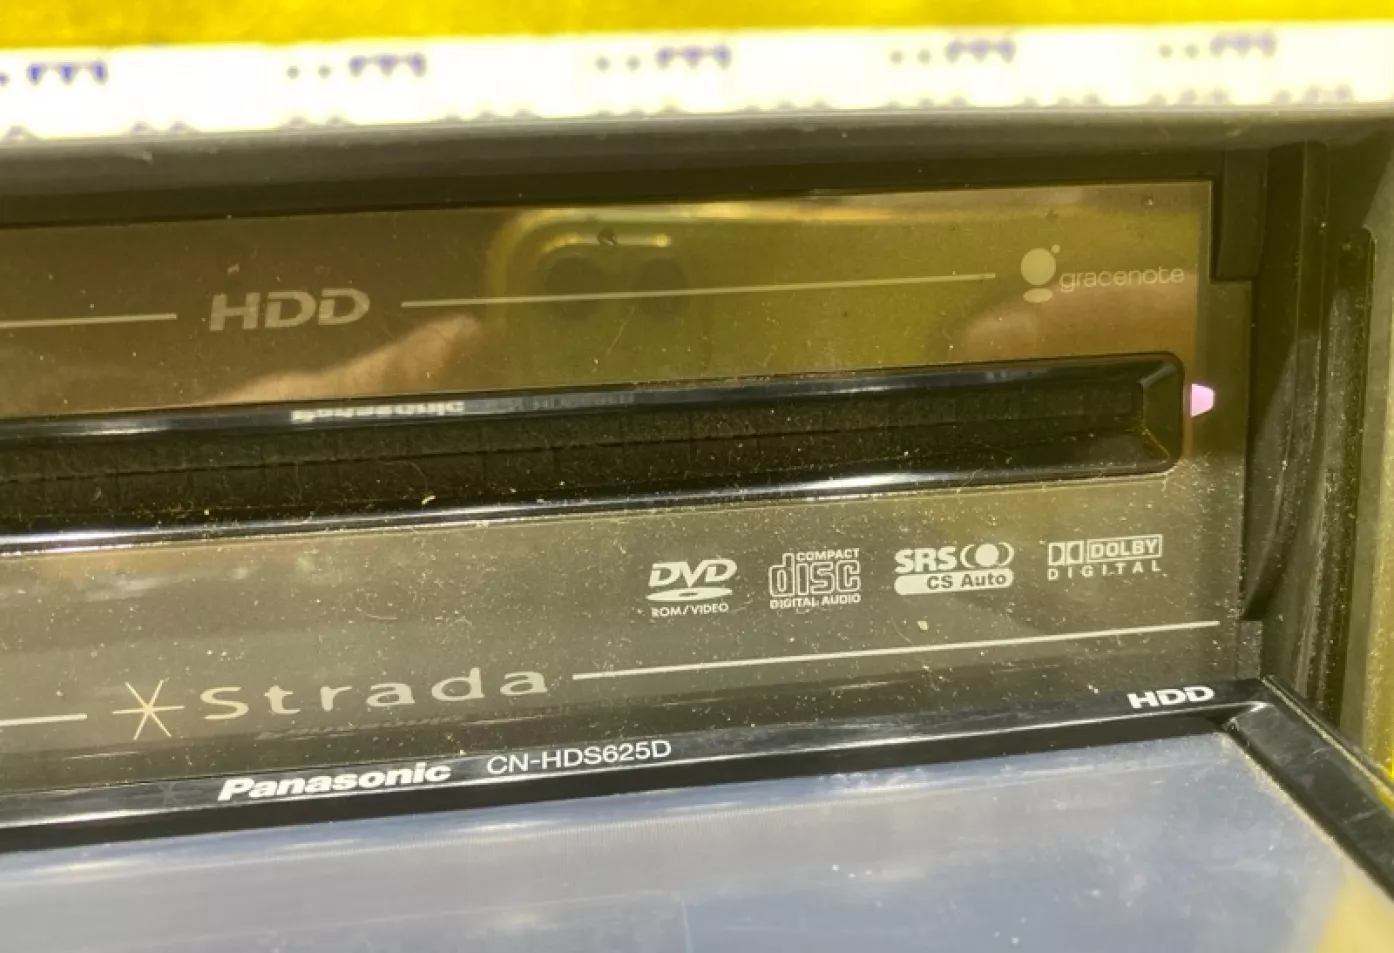 HDD
gracenote
DVD
ROM/VIDEO
COMPACT
disc
DIGITAL AUDIO
SRS
CS Auto
DOLBY
DIGITAL
Strada
HDD
Panasonic CN-HDS625D